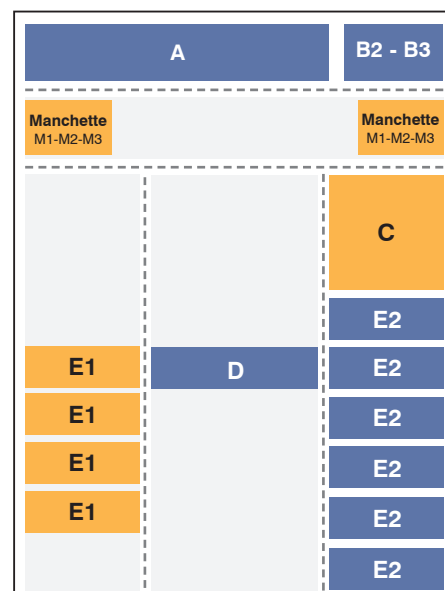 A
B2 - B3
Manchette
M1-M2-M3
Manchette
M1-M2-M3
C
E2
E1
D
E2
E1
E2
E1
E2
E1
E2
E2